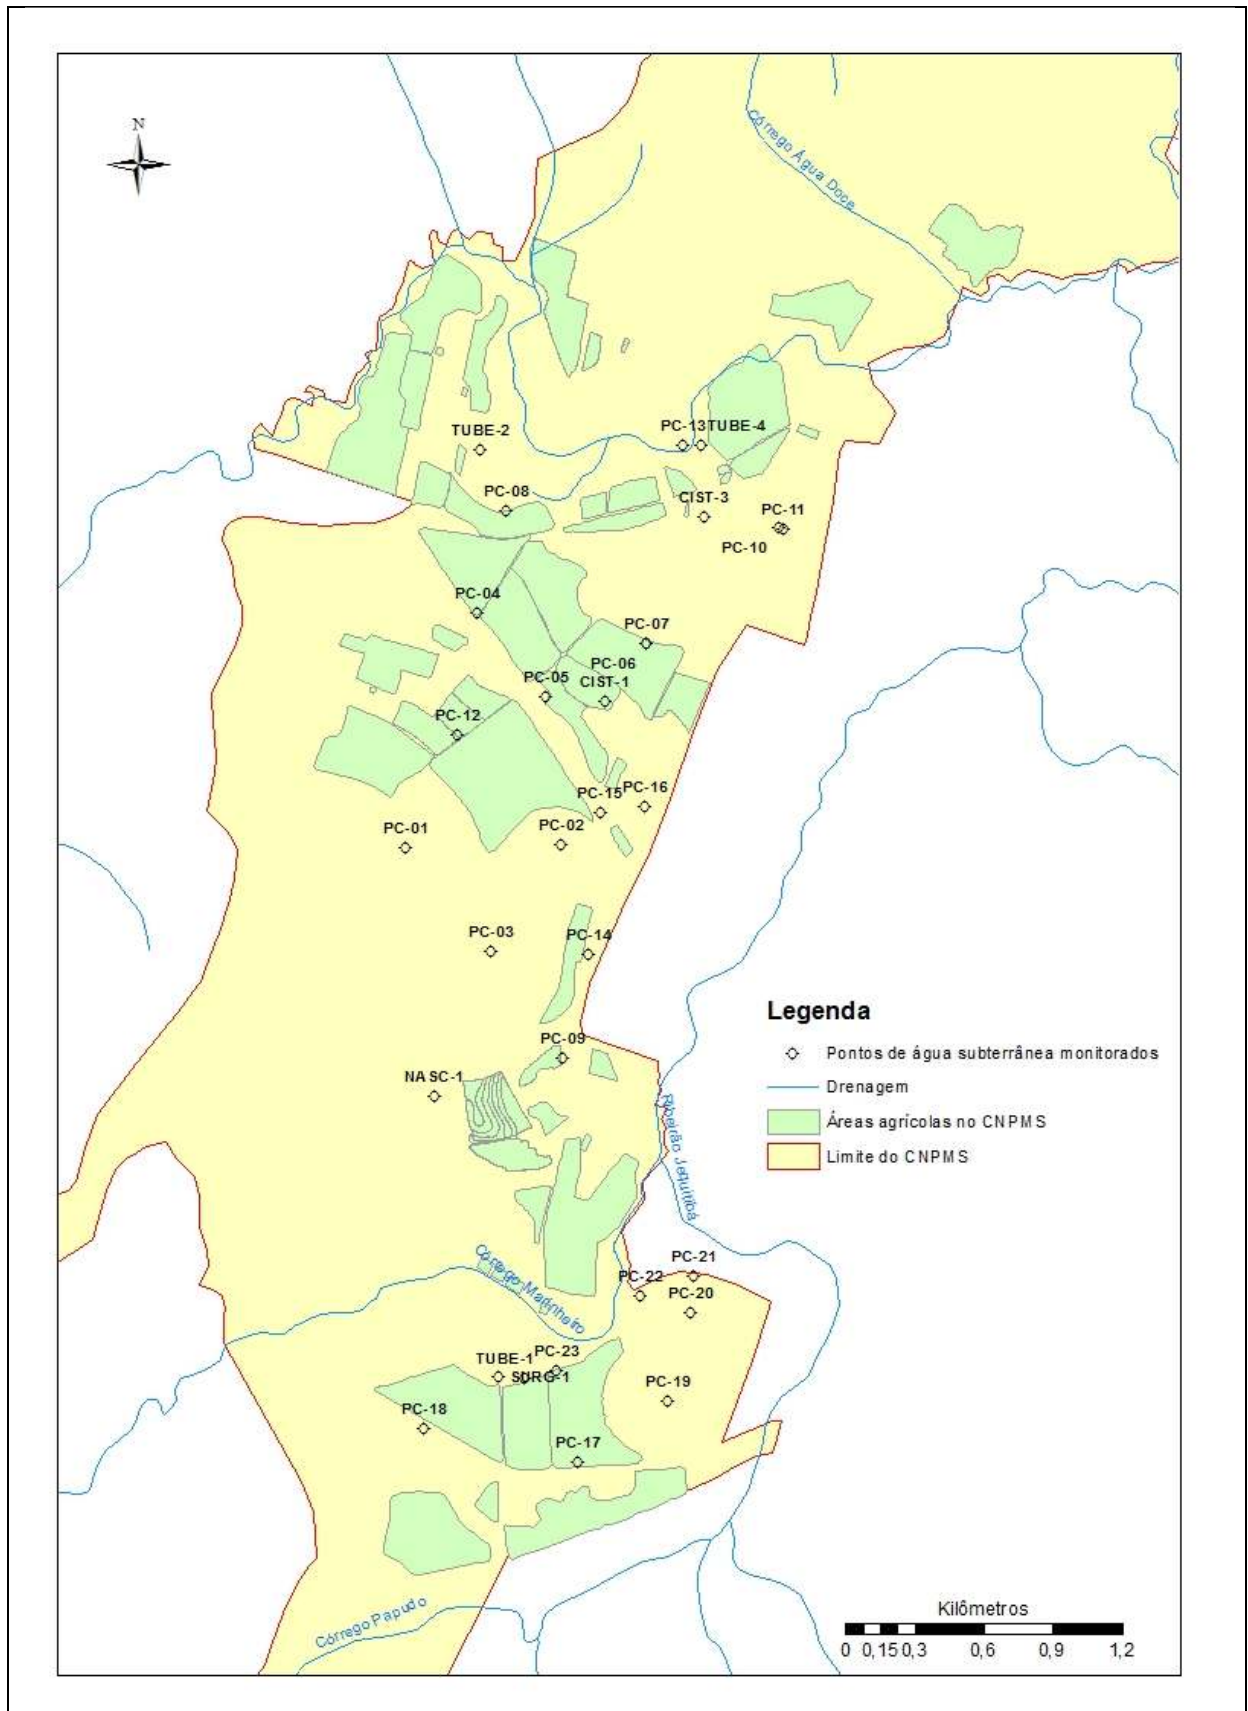 N
Córrego Água Doce
TUBE-2
PC-13 TUBE-4
PC-08
CIST-3
PC-11
PC-10
PC-04
PC-07
PC-06
PC-05
CIST-1
PC-12
PC-15
PC-16
PC-01
PC-02
PC-03
PC-14
Legenda
Pontos de água subterrânea monitorados
Drenagem
Áreas agrícolas no CNPMS
Limite do CNPMS
PC-09
NASC-1
Ribeirão Jequitibá
Córrego Marinheiro
PC-21
PC-22
PC-20
TUBE-1
PC-23
SURG-1
PC-19
PC-18
PC-17
Córrego Papudo
Kilômetros
0 0,15 0,3 0,6 0,9 1,2